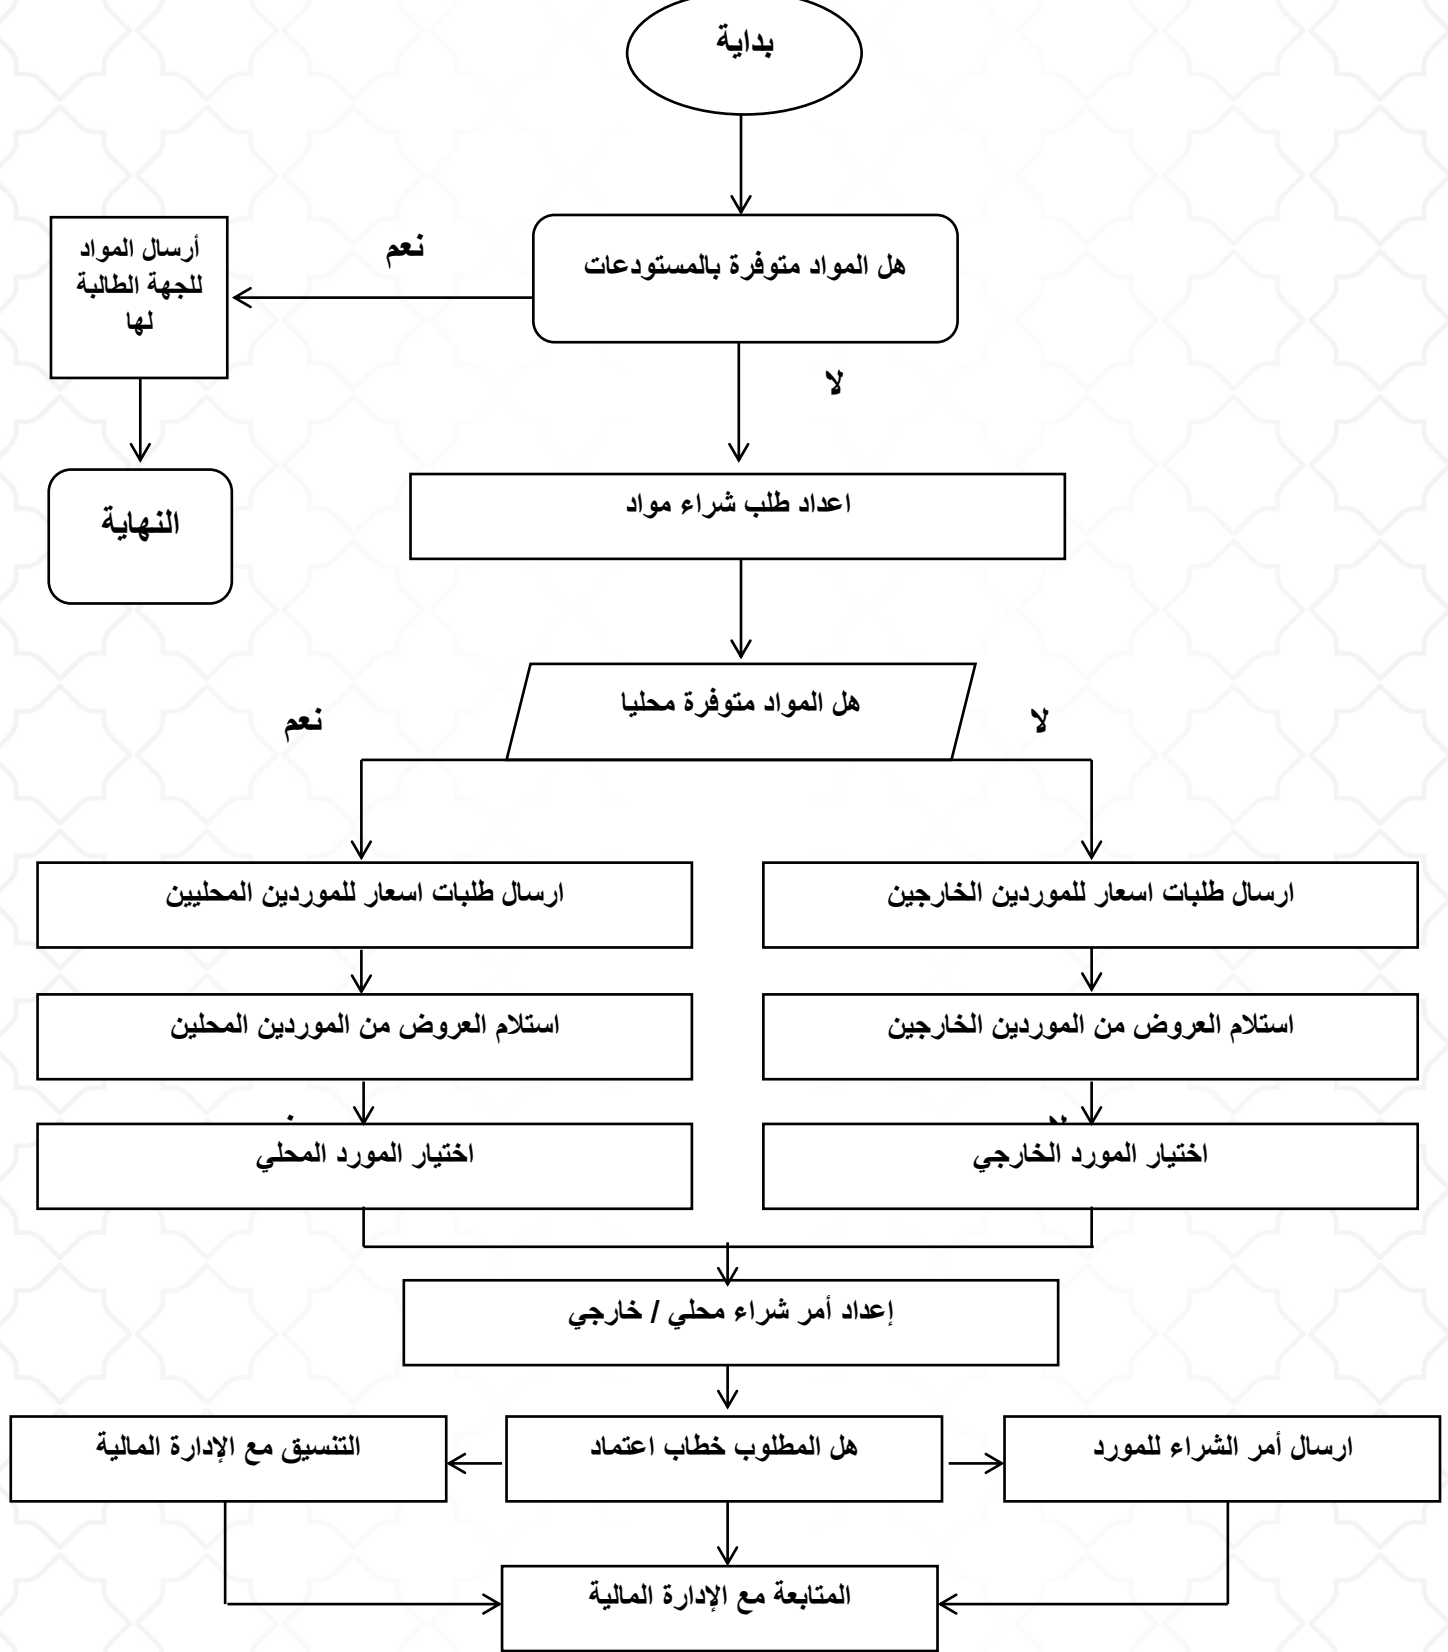 بداية
هل المواد متوفرة بالمستودعات
نعم
أرسال المواد
للجهة الطالبة
لها
لا
النهاية
اعداد طلب شراء مواد
هل المواد متوفرة محليا
لا
نعم
ارسال طلبات اسعار للموردين الخارجين
ارسال طلبات اسعار للموردين المحليين
استلام العروض من الموردين الخارجين
استلام العروض من الموردين المحلين
اختيار المورد الخارجي
اختيار المورد المحلي
إعداد أمر شراء محلي / خارجي
ارسال أمر الشراء للمورد
هل المطلوب خطاب اعتماد
التنسيق مع الإدارة المالية
المتابعة مع الإدارة المالية